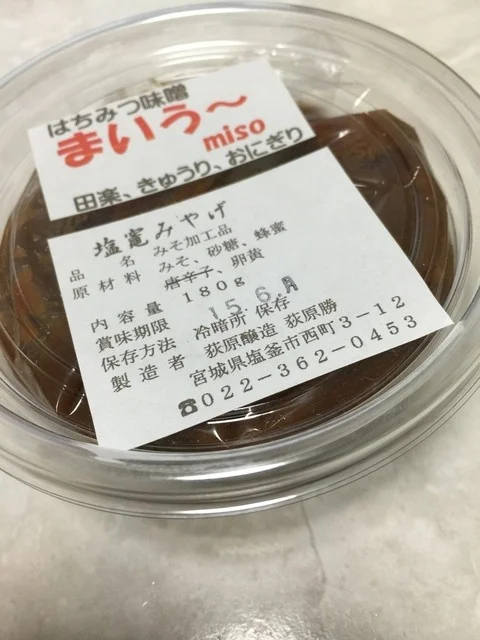 はちみつ味噌
まいう〜
miso
田楽、きゅうり、おにぎり
塩竈みやげ
品名 みそ加工品
原材料 みそ、砂糖、蜂蜜
唐辛子、卵黄
内容量 180g
賞味期限 15.6.月
保存方法 冷暗所 保存
製造者 荻原醸造 荻原勝
宮城県塩釜市西町3-12
☎022-362-0453